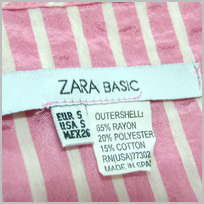 ZARA BASIC
EUR S
USA S
MEX26
OUTERSHELL:
65% RAYON
20% POLYESTER
15% COTTON
RN(USA)77302
MADE IN SPAIN